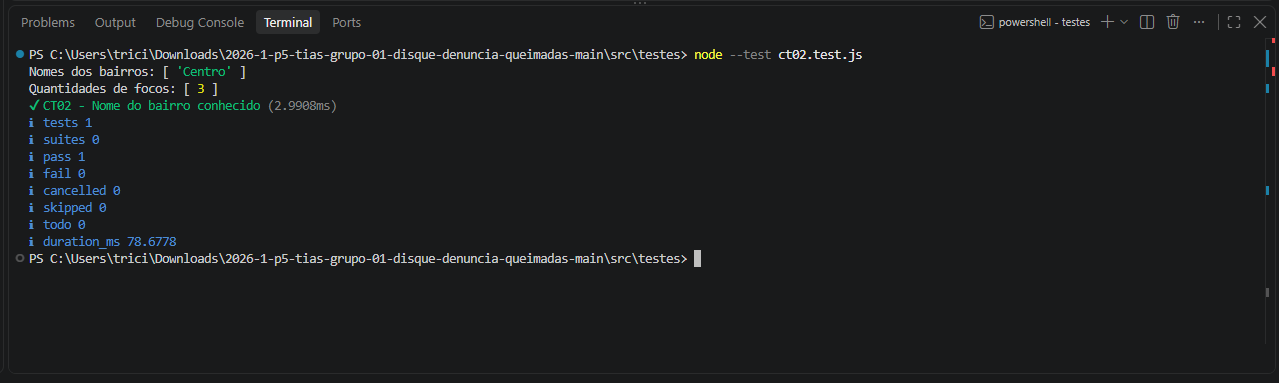 Problems Output Debug Console Terminal Ports powershell - testes
PS C:\Users\trici\Downloads\2026-1-p5-tias-grupo-01-disque-denuncia-queimadas-main\src\testes> node --test ct02.test.js
Nomes dos bairros: [ 'Centro' ]
Quantidades de focos: [ 3 ]
✓ CT02 - Nome do bairro conhecido (2.9908ms)
ℹ tests 1
ℹ suites 0
ℹ pass 1
ℹ fail 0
ℹ cancelled 0
ℹ skipped 0
ℹ todo 0
ℹ duration_ms 78.6778
PS C:\Users\trici\Downloads\2026-1-p5-tias-grupo-01-disque-denuncia-queimadas-main\src\testes>